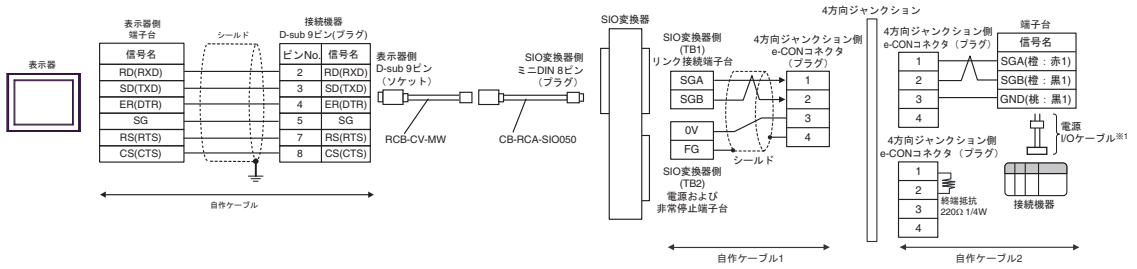 表示器
表示器側
端子台
信号名
RD(RXD)
SD(TXD)
ER(DTR)
SG
RS(RTS)
CS(CTS)
シールド
接続機器
D-sub 9ピン(プラグ)
ピンNo. 信号名
2 RD(RXD)
3 SD(TXD)
4 ER(DTR)
5 SG
7 RS(RTS)
8 CS(CTS)
自作ケーブル
表示器側
D-sub 9ピン
(ソケット)
RCB-CV-MW
SIO変換器側
ミニDIN 8ピン
(プラグ)
CB-RCA-SIO050
SIO変換器
SIO変換器側
(TB1)
リンク接続端子台
SGA
SGB
0V
FG
SIO変換器側
(TB2)
電源および
非常停止端子台
シールド
4方向ジャンクション側
e-CONコネクタ
(プラグ)
1
2
3
4
自作ケーブル1
4方向ジャンクション
4方向ジャンクション側
e-CONコネクタ(プラグ)
1
2
3
4
4方向ジャンクション側
e-CONコネクタ(プラグ)
1
2
3
4
終端抵抗
220Ω 1/4W
端子台
信号名
SGA(橙:赤1)
SGB(橙:黒1)
GND(桃:黒1)
電源
I/Oケーブル※1
接続機器
自作ケーブル2